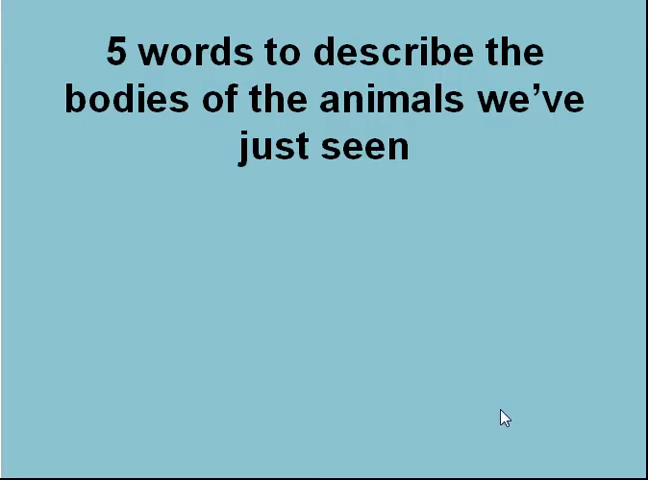 5 words to describe the
bodies of the animals we’ve
just seen